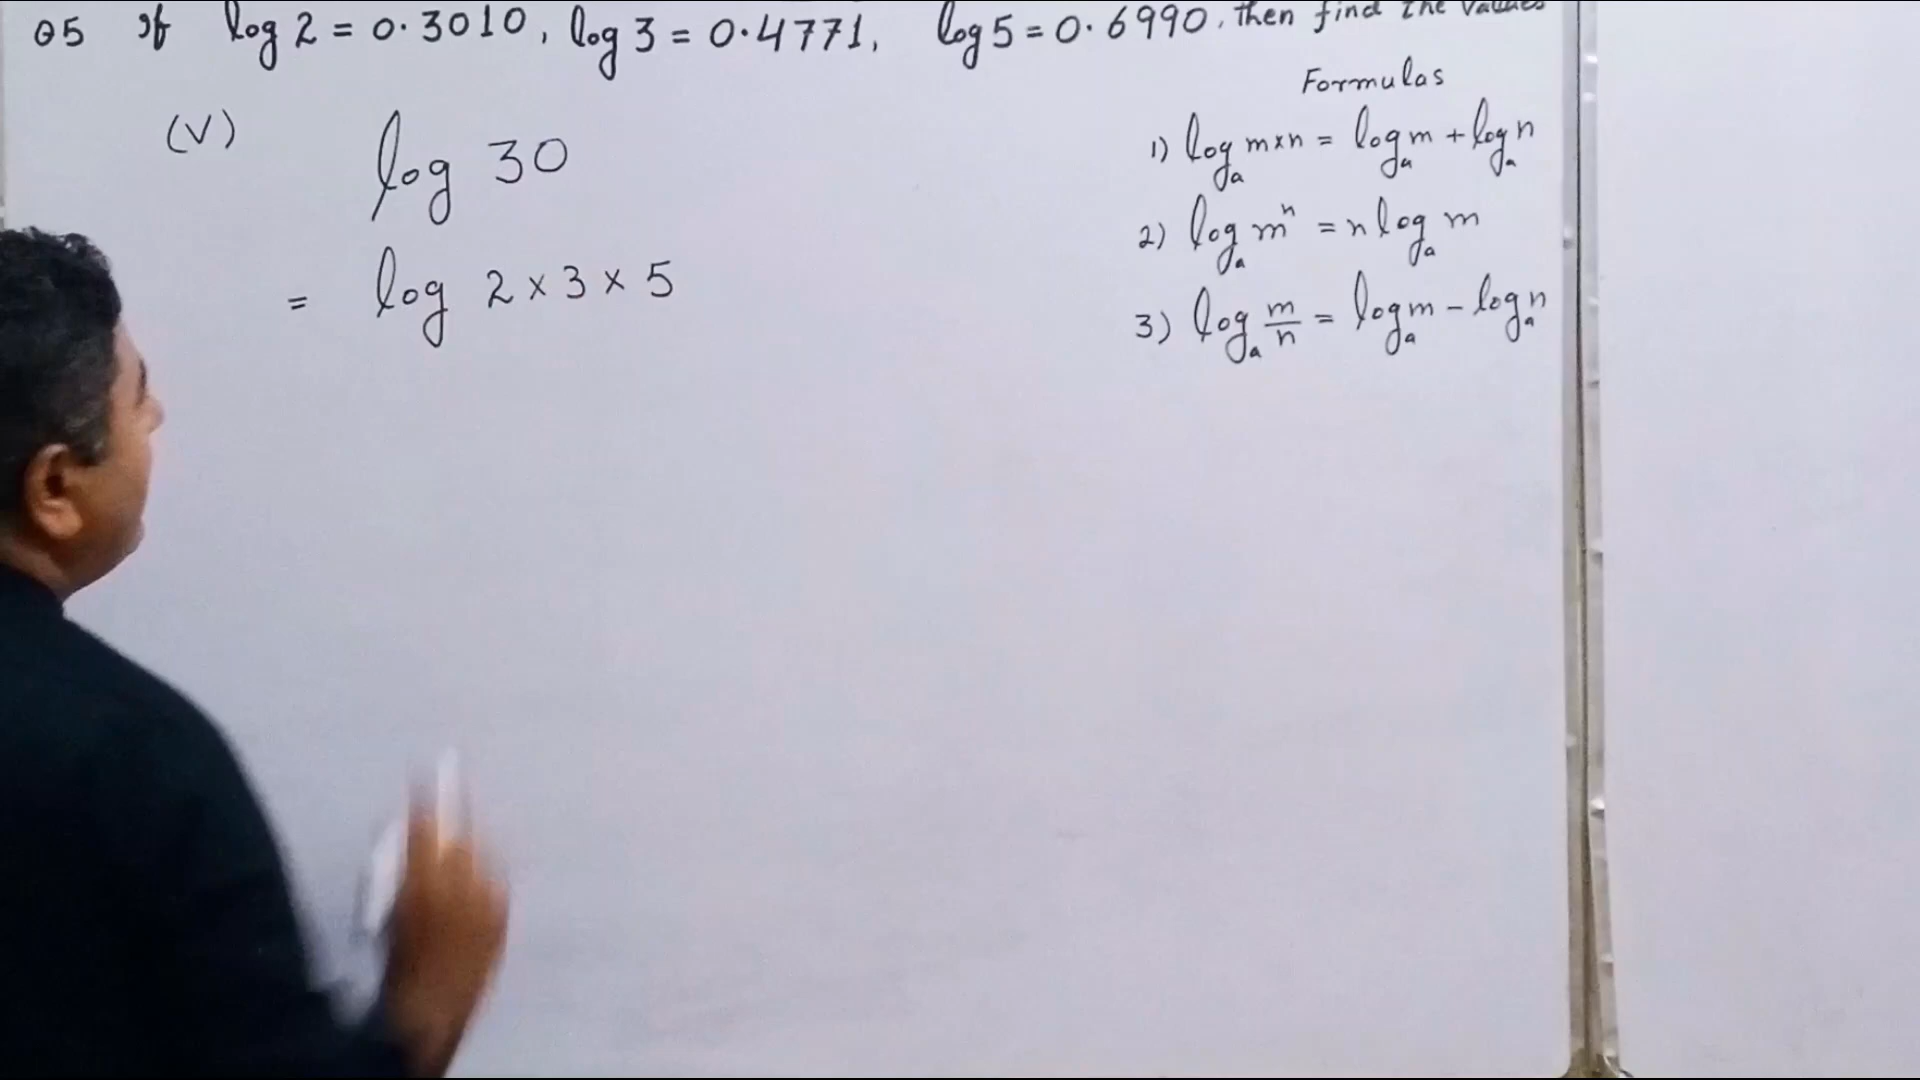 Q5 If log 2 = 0.3010, log 3 = 0.4771, log 5 = 0.6990, then find the values
Formulas
(V) log 30
= log 2 × 3 × 5
1) logₐ m×n = logₐ m + logₐ n
2) logₐ mⁿ = n logₐ m
3) logₐ m/n = logₐ m - logₐ n